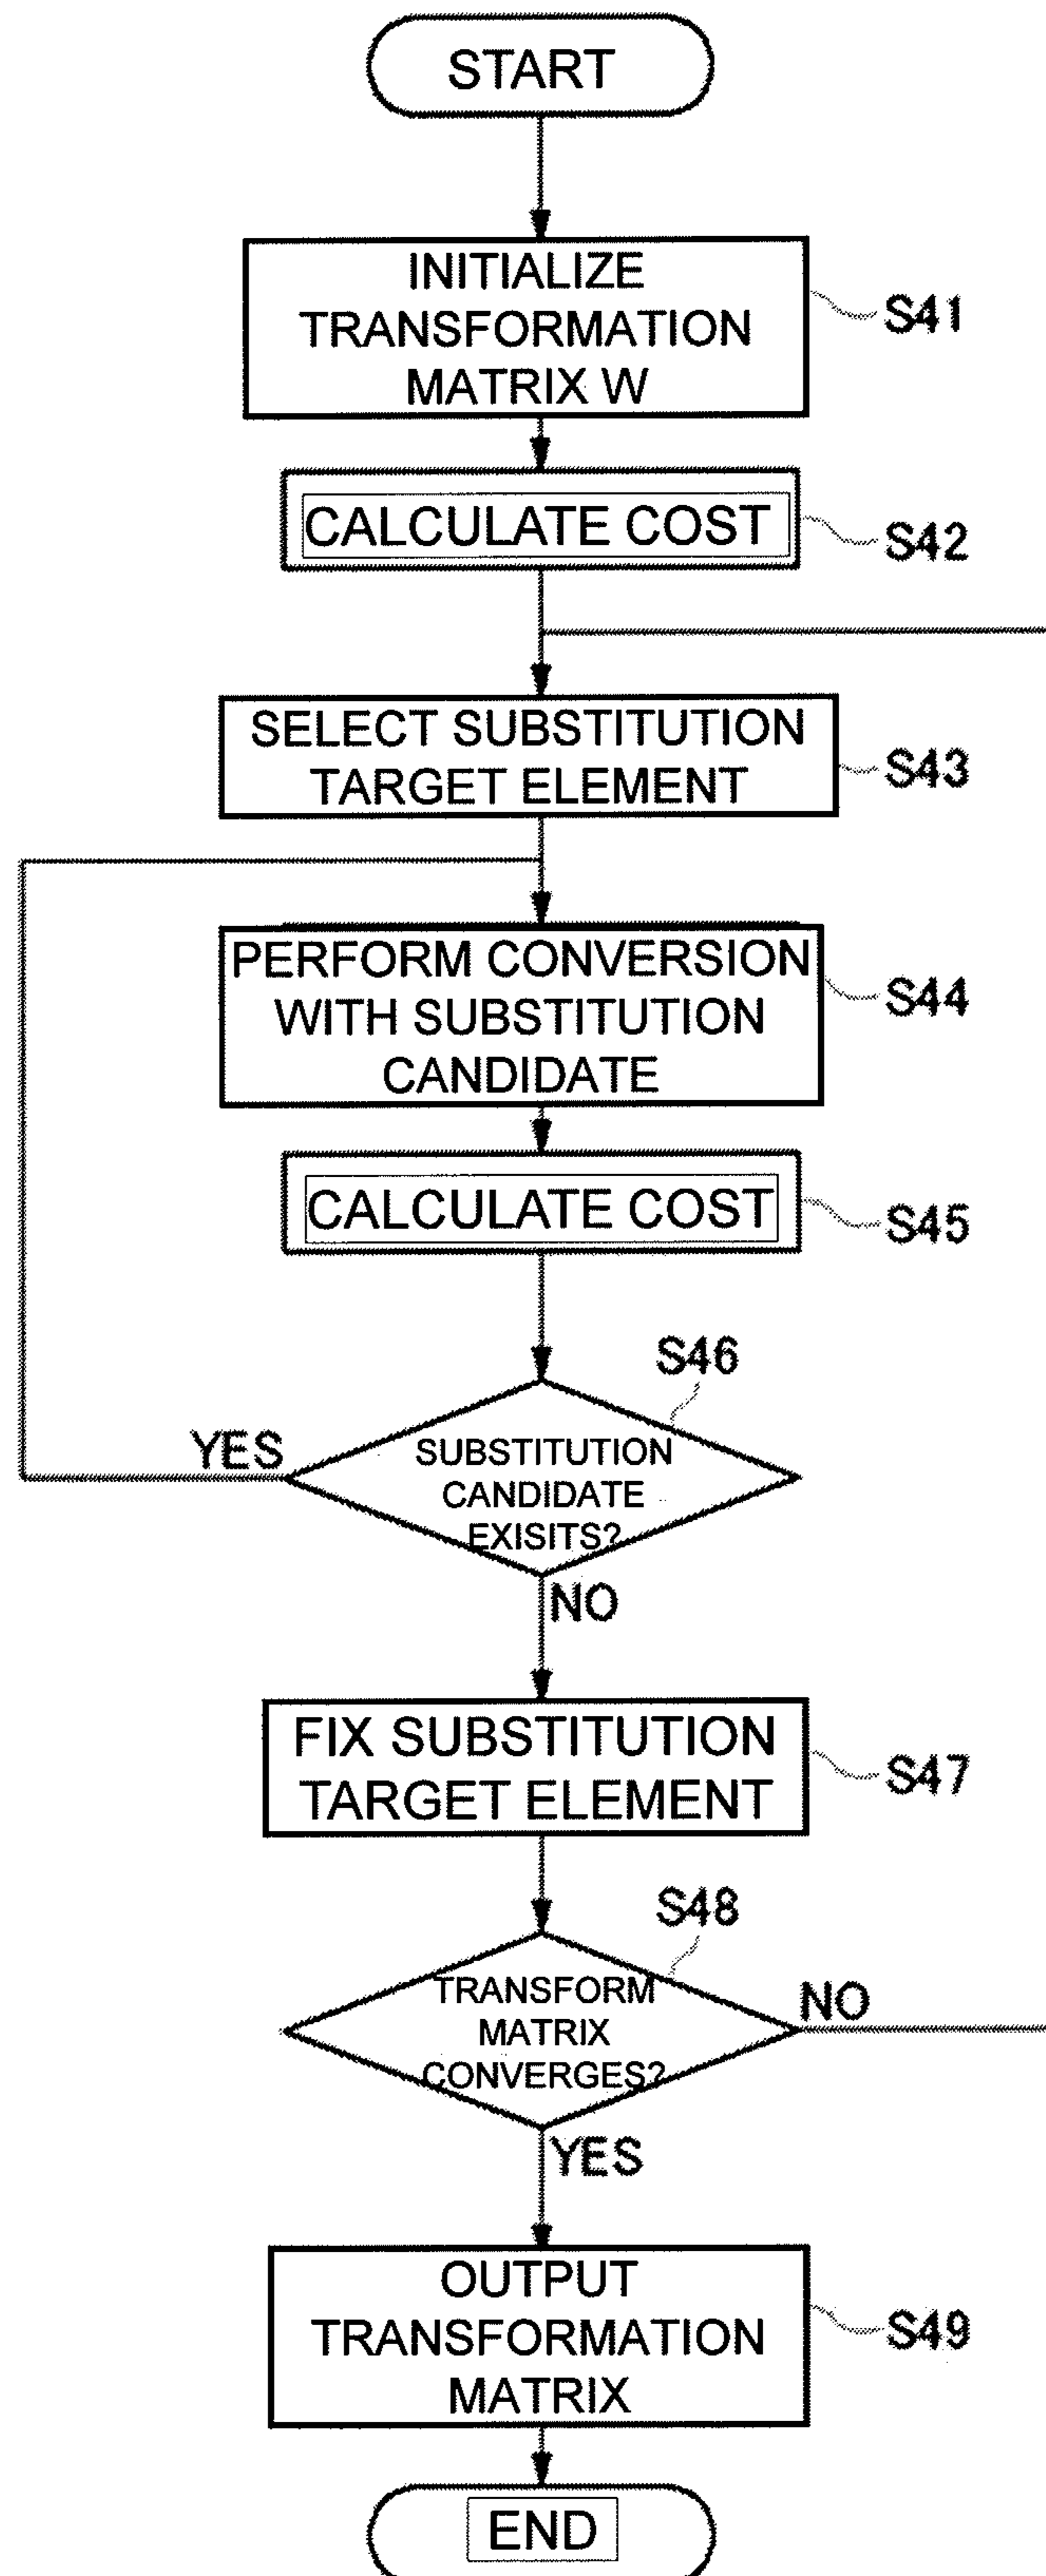 START
INITIALIZE
TRANSFORMATION
MATRIX W
S41
CALCULATE COST
S42
SELECT SUBSTITUTION
TARGET ELEMENT
S43
PERFORM CONVERSION
WITH SUBSTITUTION
CANDIDATE
S44
CALCULATE COST
S45
S46
YES
SUBSTITUTION
CANDIDATE
EXISITS?
NO
FIX SUBSTITUTION
TARGET ELEMENT
S47
S48
TRANSFORM
MATRIX
CONVERGES?
NO
YES
OUTPUT
TRANSFORMATION
MATRIX
S49
END